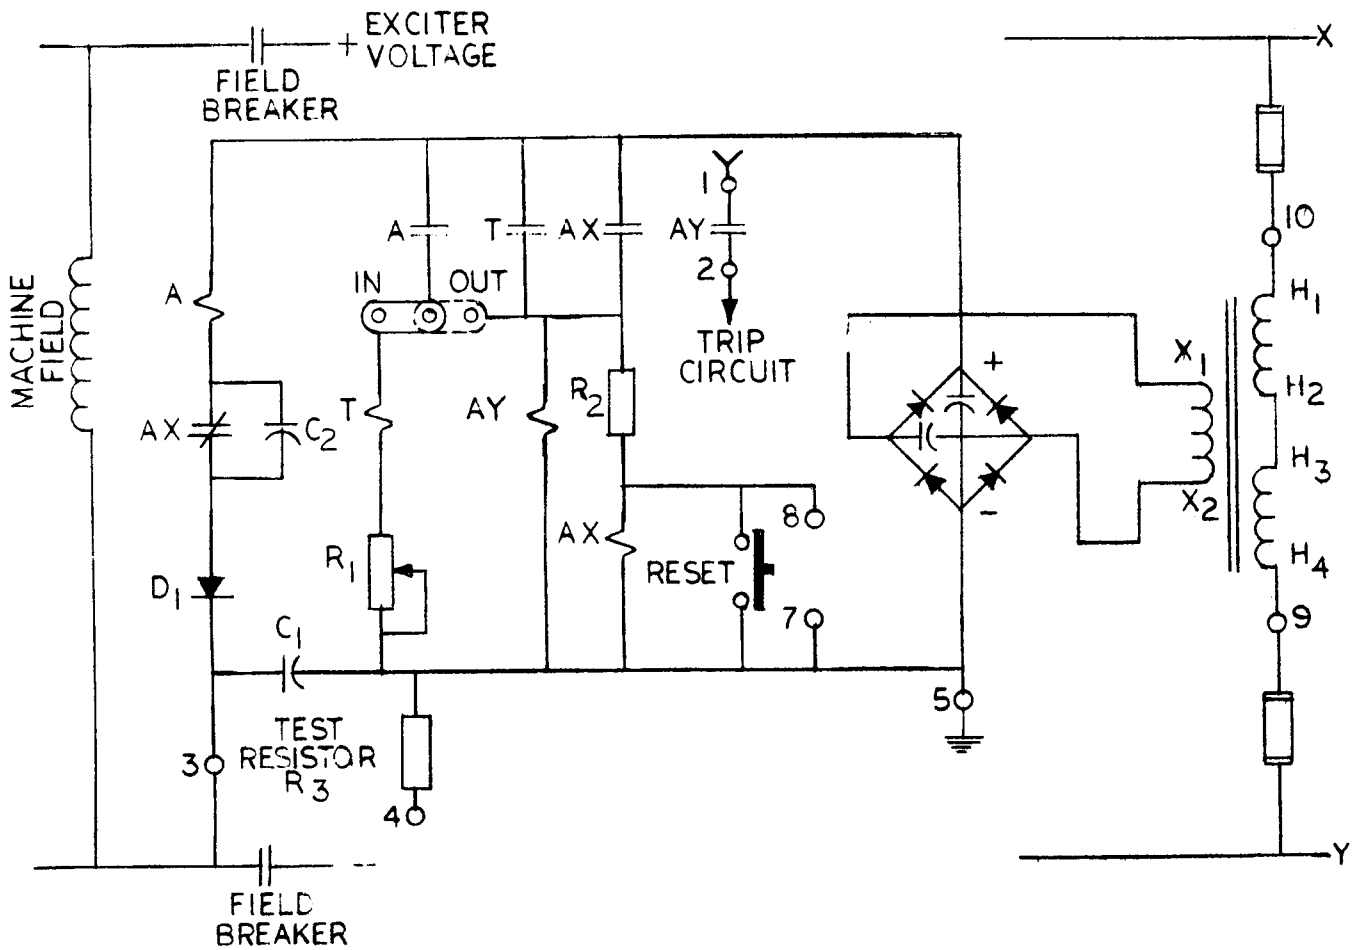 + EXCITER
VOLTAGE
FIELD
BREAKER
X
1
10
A
T
AX
AY
2
IN
OUT
MACHINE
FIELD
A
H1
TRIP
CIRCUIT
X1
+
H2
R2
T
AY
AX
C2
H3
X2
-
8
H4
AX
R1
RESET
D1
7
9
C1
5
TEST
RESISTOR
R3
3
4
Y
--
FIELD
BREAKER